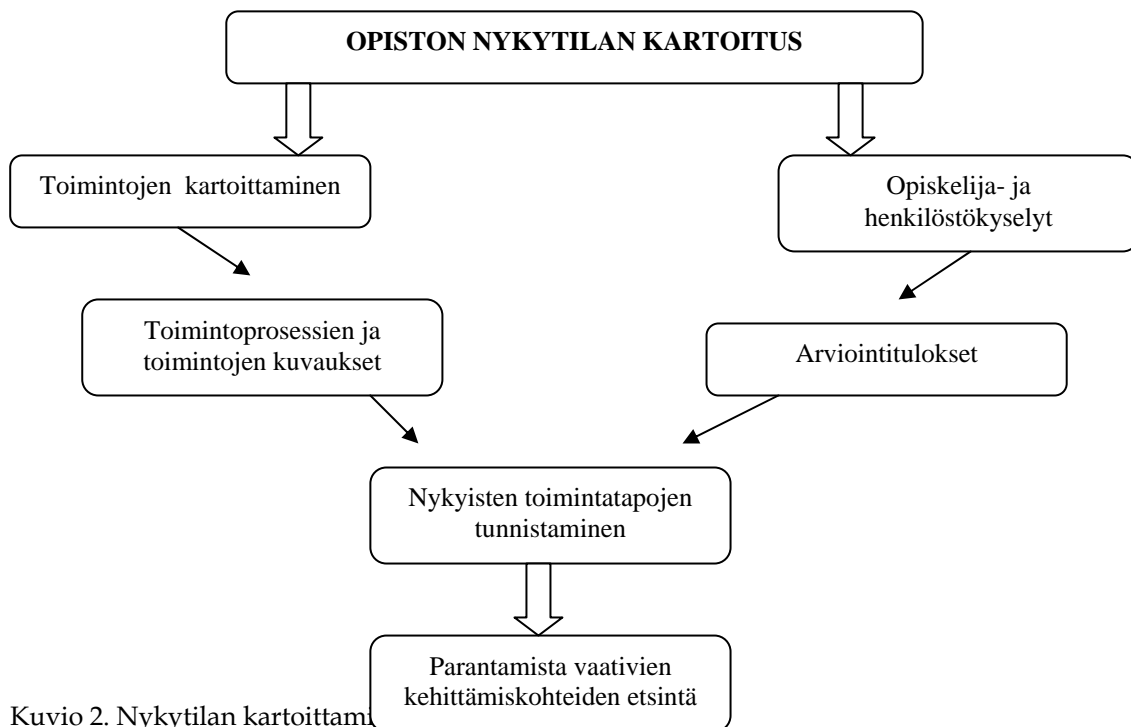 OPISTON NYKYTILAN KARTOITUS
Toimintojen kartoittaminen
Opiskelija- ja
henkilöstökyselyt
Toimintoprosessien ja
toimintojen kuvaukset
Arviointitulokset
Nykyisten toimintatapojen
tunnistaminen
Parantamista vaativien
kehittämiskohteiden etsintä
Kuvio 2. Nykytilan kartoittami